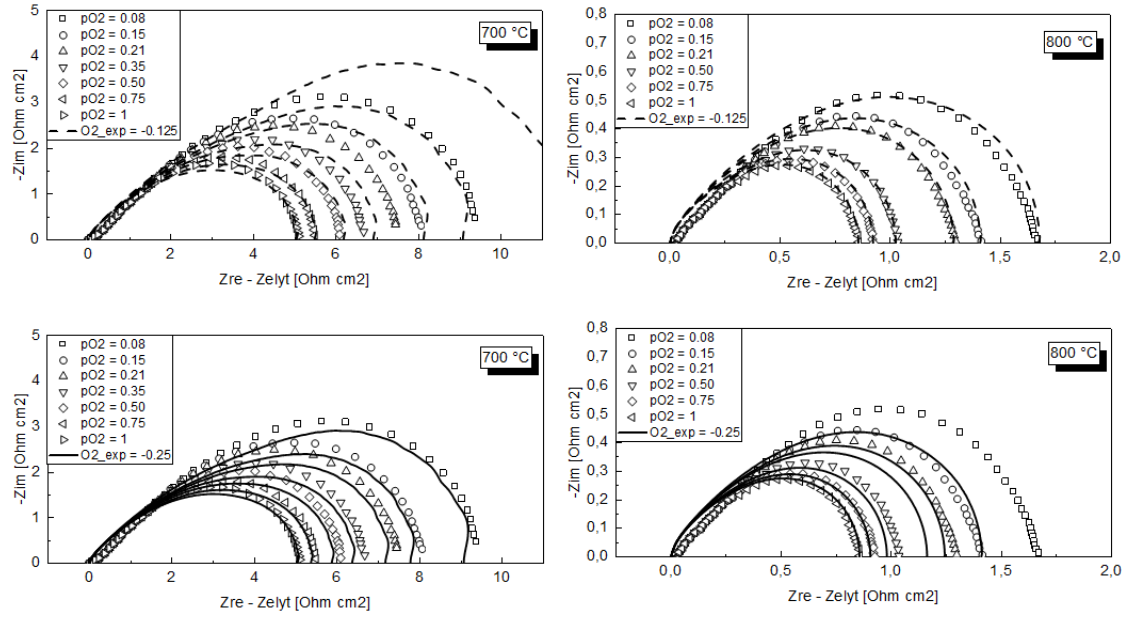 pO2 = 0.08
pO2 = 0.15
pO2 = 0.21
pO2 = 0.35
pO2 = 0.50
pO2 = 0.75
pO2 = 1
O2_exp = -0.125
700 °C
-ZIm [Ohm cm2]
5
4
3
2
1
0
0 2 4 6 8 10
Zre - Zelyt [Ohm cm2]
pO2 = 0.08
pO2 = 0.15
pO2 = 0.21
pO2 = 0.50
pO2 = 0.75
pO2 = 1
O2_exp = -0.125
800 °C
-ZIm [Ohm cm2]
0,8
0,7
0,6
0,5
0,4
0,3
0,2
0,1
0,0
0,0 0,5 1,0 1,5 2,0
Zre - Zelyt [Ohm cm2]
pO2 = 0.08
pO2 = 0.15
pO2 = 0.21
pO2 = 0.35
pO2 = 0.50
pO2 = 0.75
pO2 = 1
O2_exp = -0.25
700 °C
-ZIm [Ohm cm2]
5
4
3
2
1
0
0 2 4 6 8 10
Zre - Zelyt [Ohm cm2]
pO2 = 0.08
pO2 = 0.15
pO2 = 0.21
pO2 = 0.50
pO2 = 0.75
pO2 = 1
O2_exp = -0.25
800 °C
-ZIm [Ohm cm2]
0,8
0,7
0,6
0,5
0,4
0,3
0,2
0,1
0,0
0,0 0,5 1,0 1,5 2,0
Zre - Zelyt [Ohm cm2]